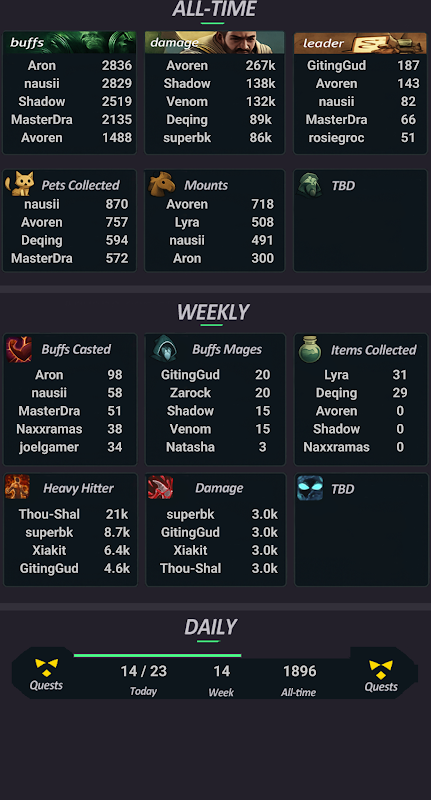 ALL-TIME
buffs
Aron 2836
nausii 2829
Shadow 2519
MasterDra 2135
Avoren 1488
damage
Avoren 267k
Shadow 138k
Venom 132k
Deqing 89k
superbk 86k
leader
GitingGud 187
Avoren 143
nausii 82
MasterDra 66
rosiegroc 51
Pets Collected
nausii 870
Avoren 757
Deqing 594
MasterDra 572
Mounts
Avoren 718
Lyra 508
nausii 491
Aron 300
TBD
WEEKLY
Buffs Casted
Aron 98
nausii 58
MasterDra 51
Naxxramas 38
joelgamer 34
Buffs Mages
GitingGud 20
Zarock 20
Shadow 15
Venom 15
Natasha 3
Items Collected
Lyra 31
Deqing 29
Avoren 0
Shadow 0
Naxxramas 0
Heavy Hitter
Thou-Shal 21k
superbk 8.7k
Xiakit 6.4k
GitingGud 4.6k
Damage
superbk 3.0k
GitingGud 3.0k
Xiakit 3.0k
Thou-Shal 3.0k
TBD
DAILY
Quests
14 / 23
Today
14
Week
1896
All-time
Quests